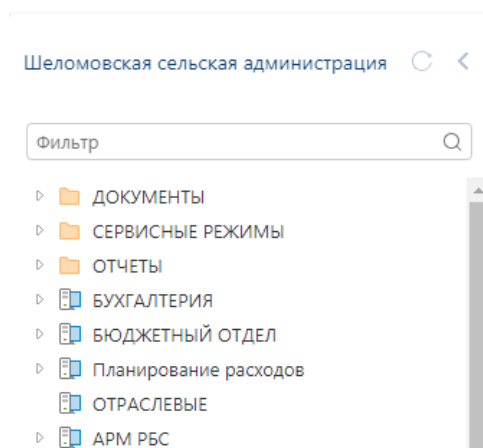 Шеломовская сельская администрация
Фильтр
ДОКУМЕНТЫ
СЕРВИСНЫЕ РЕЖИМЫ
ОТЧЕТЫ
БУХГАЛТЕРИЯ
БЮДЖЕТНЫЙ ОТДЕЛ
Планирование расходов
ОТРАСЛЕВЫЕ
АРМ РБС